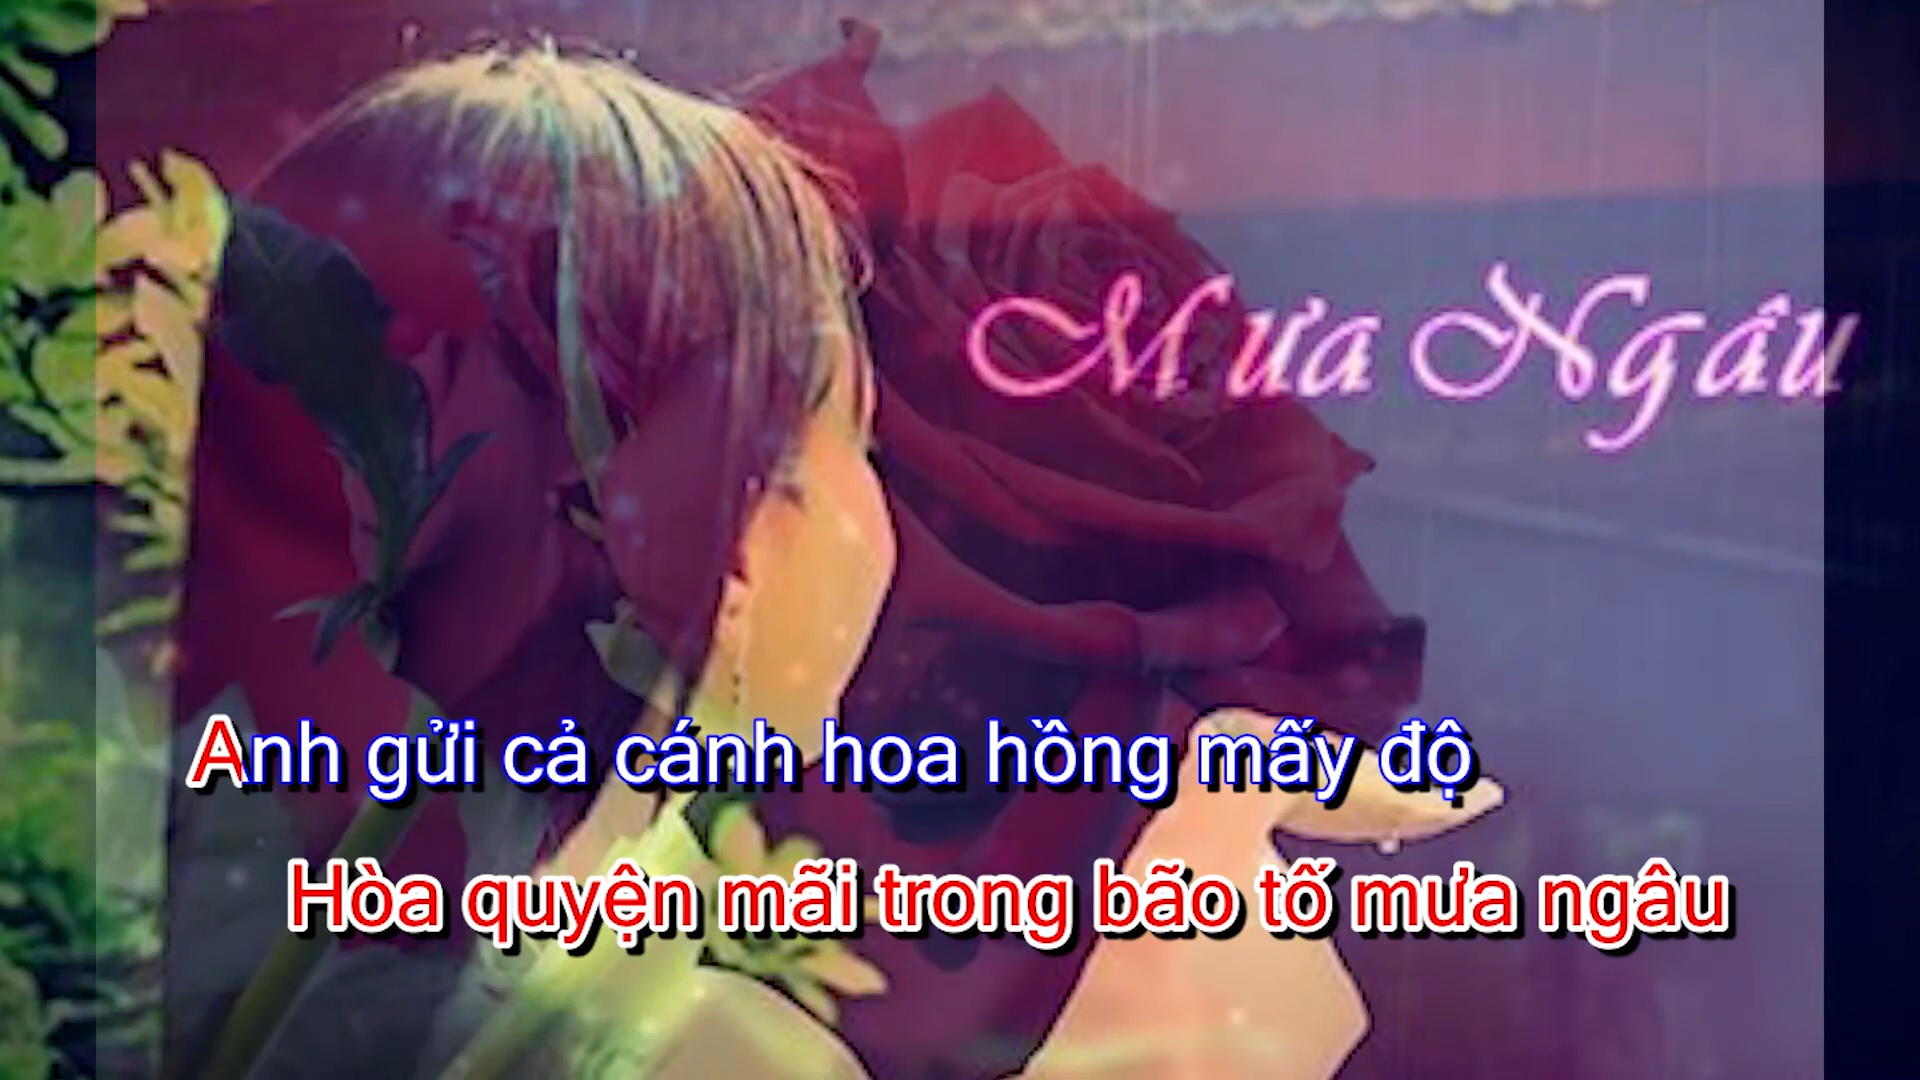 Mưa Ngâu
Anh gửi cả cánh hoa hồng mấy độ
Hòa quyện mãi trong bão tố mưa ngâu